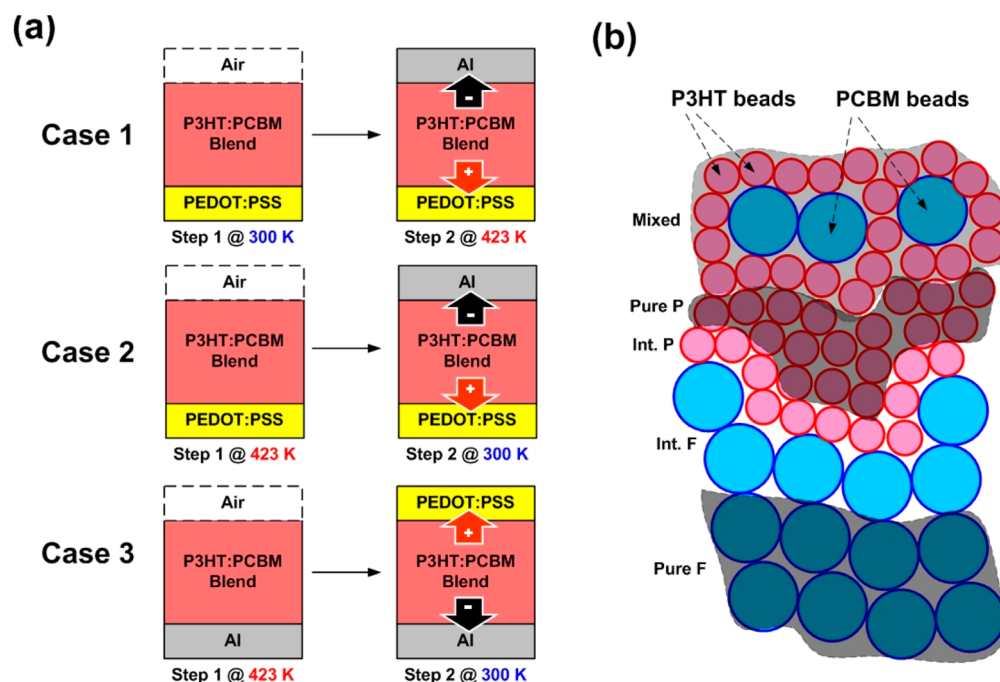 (a)
Case 1
Air
P3HT:PCBM
Blend
PEDOT:PSS
Step 1 @ 300 K
Al
-
P3HT:PCBM
Blend
+
PEDOT:PSS
Step 2 @ 423 K
Case 2
Air
P3HT:PCBM
Blend
PEDOT:PSS
Step 1 @ 423 K
Al
-
P3HT:PCBM
Blend
+
PEDOT:PSS
Step 2 @ 300 K
Case 3
Air
P3HT:PCBM
Blend
Al
Step 1 @ 423 K
PEDOT:PSS
+
P3HT:PCBM
Blend
-
Al
Step 2 @ 300 K
(b)
P3HT beads
PCBM beads
Mixed
Pure P
Int. P
Int. F
Pure F